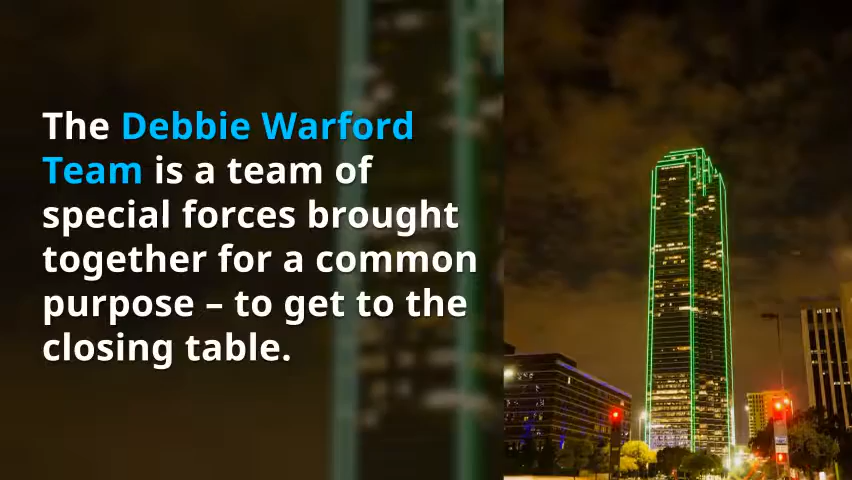 The Debbie Warford
Team is a team of
special forces brought
together for a common
purpose – to get to the
closing table.